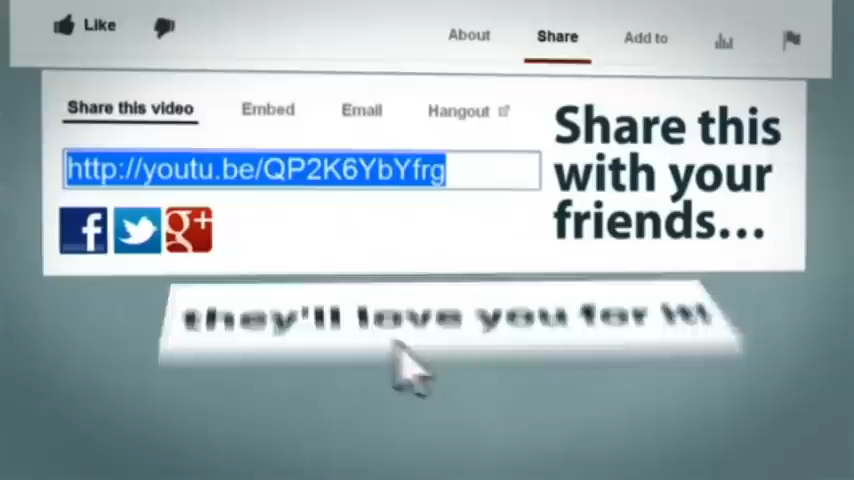 Like
About
Share
Add to
Share this video
Embed
Email
Hangout
http://youtu.be/QP2K6YbYfrg
f
g+
Share this
with your
friends...
they'll love you for it!